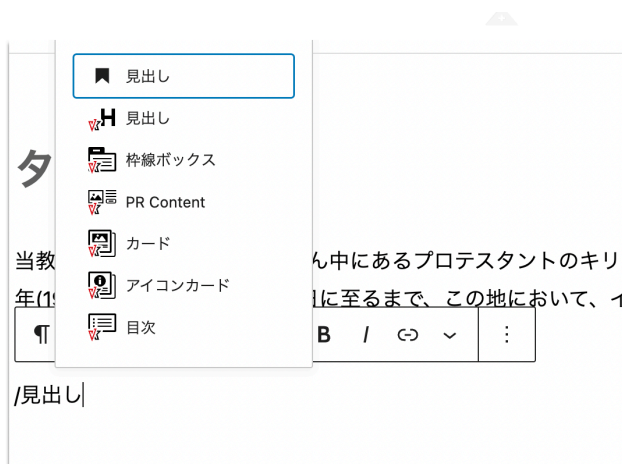 見出し
見出し
枠線ボックス
PR Content
カード
アイコンカード
目次
タ
当教
ん中にあるプロテスタントのキリ
年(19
に至るまで、この地において、イ
B I
/見出し